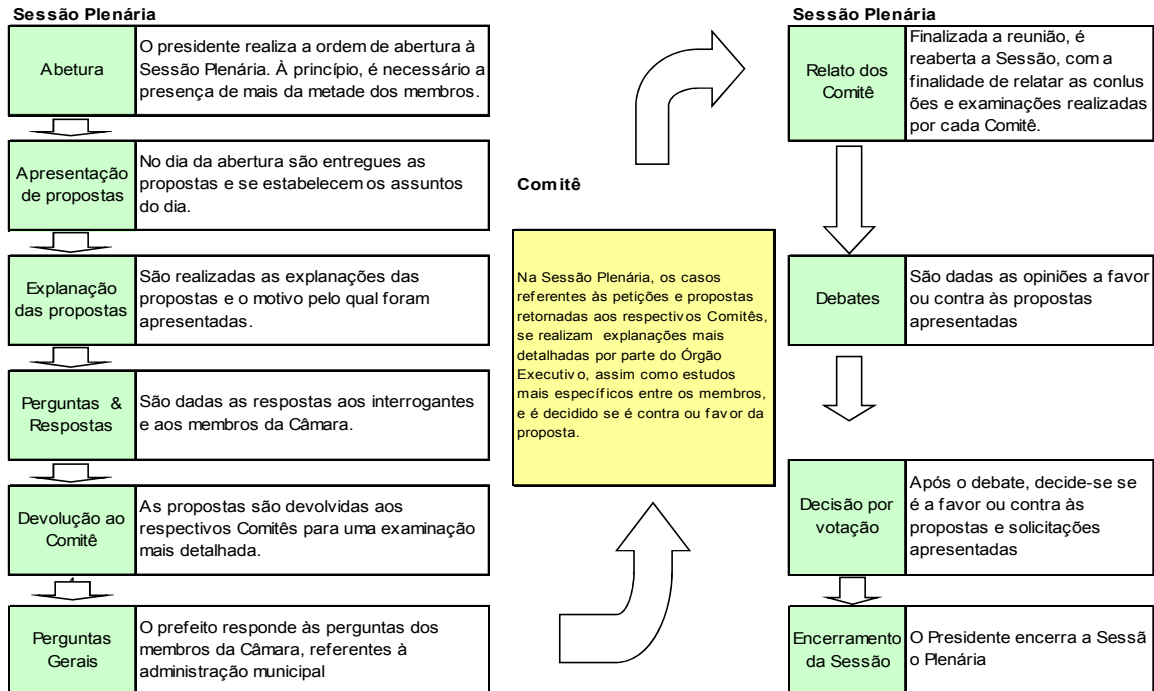 Sessão Plenária
Abetura
O presidente realiza a ordem de abertura à
Sessão Plenária. À princípio, é necessário a
presença de mais da metade dos membros.
Apresentação
de propostas
No dia da abertura são entregues as
propostas e se estabelecem os assuntos
do dia.
Explanação
das propostas
São realizadas as explanações das
propostas e o motivo pelo qual foram
apresentadas.
Perguntas &
Respostas
São dadas as respostas aos interrogantes
e aos membros da Câmara.
Devolução ao
Comitê
As propostas são devolvidas aos
respectivos Comitês para uma examinação
mais detalhada.
Perguntas
Gerais
O prefeito responde às perguntas dos
membros da Câmara, referentes à
administração municipal
Comitê
Na Sessão Plenária, os casos
referentes às petições e propostas
retornadas aos respectivos Comitês,
se realizam explanações mais
detalhadas por parte do Órgão
Executivo, assim como estudos
mais específicos entre os membros,
e é decidido se é contra ou favor da
proposta.
Sessão Plenária
Relato dos
Comitê
Finalizada a reunião, é
reaberta a Sessão, com a
finalidade de relatar as conlus
ões e examinações realizadas
por cada Comitê.
Debates
São dadas as opiniões a favor
ou contra às propostas
apresentadas
Decisão por
votação
Após o debate, decide-se se
é a favor ou contra às
propostas e solicitações
apresentadas
Encerramento
da Sessão
O Presidente encerra a Sessã
o Plenária